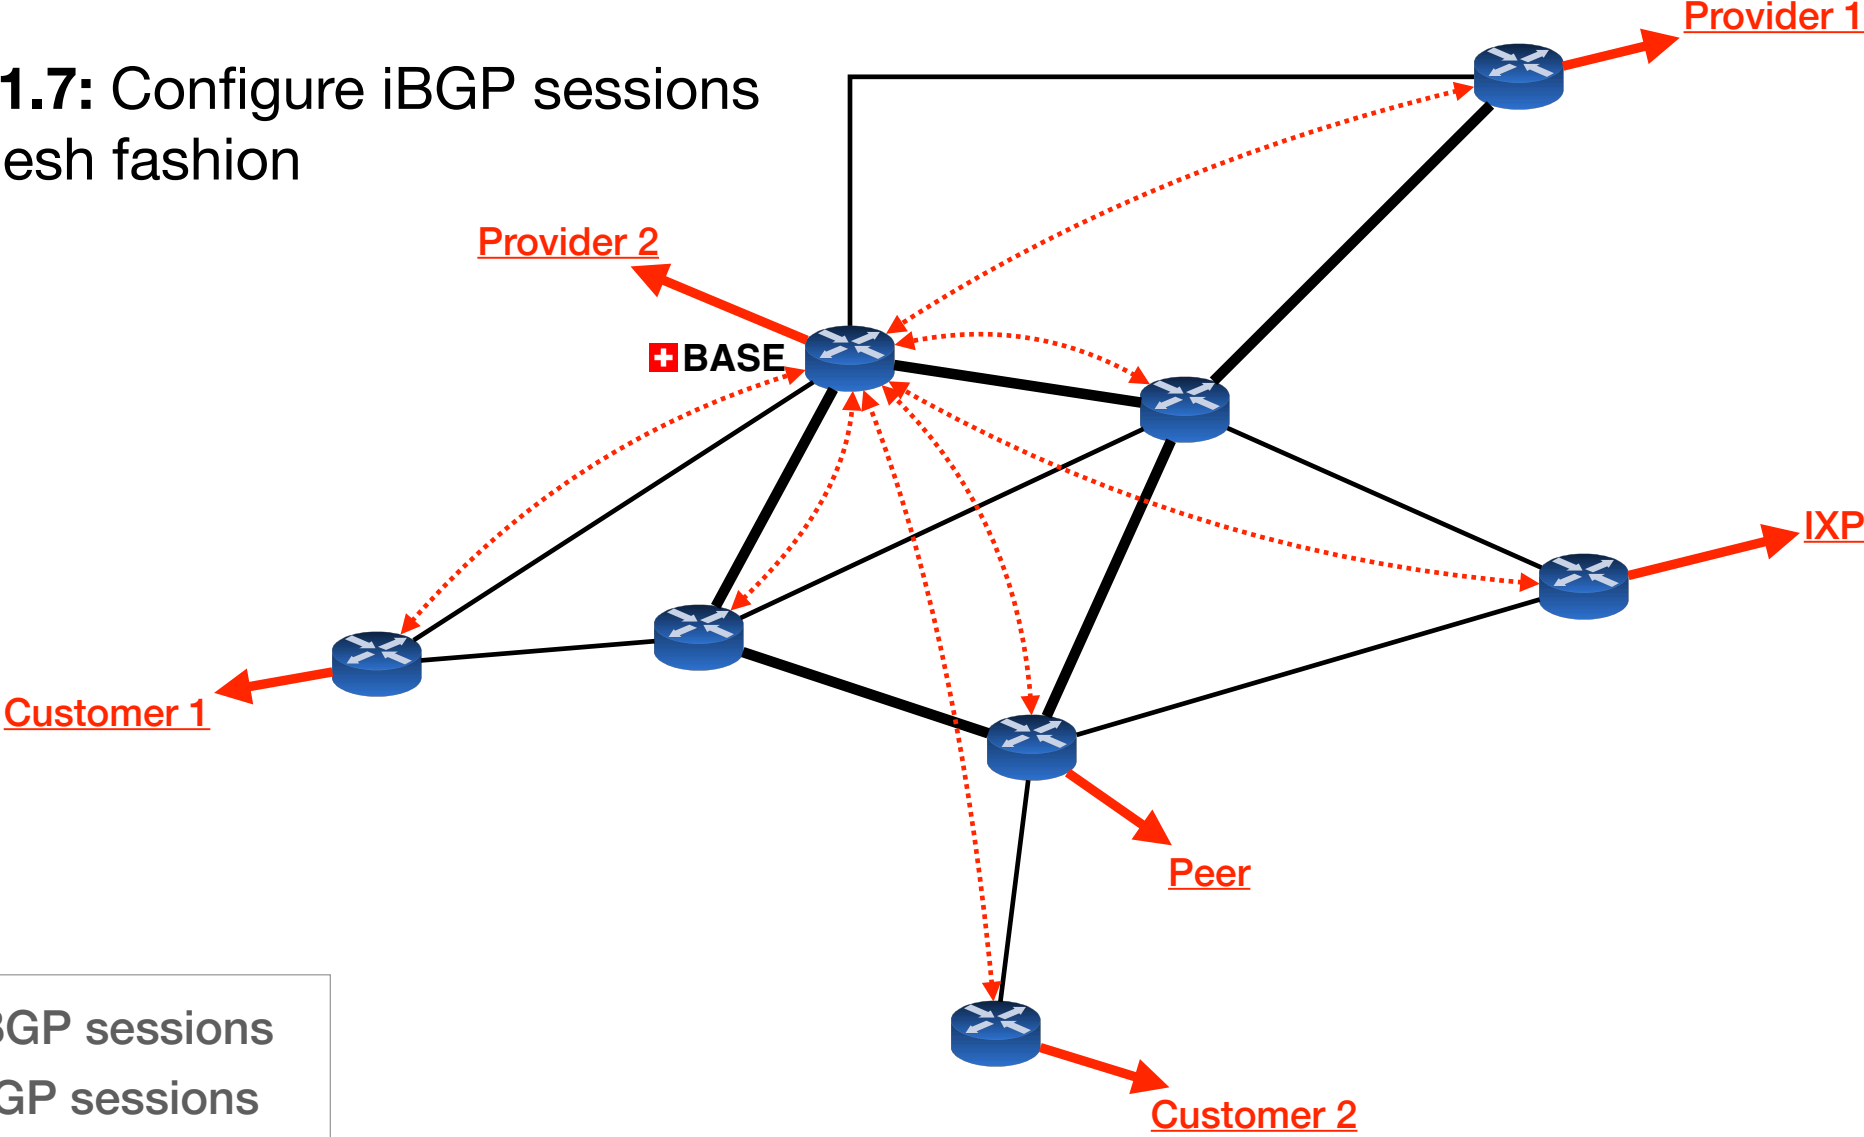 Provider 1
1.7: Configure iBGP sessions
esh fashion
Provider 2
BASE
IXP
Customer 1
Peer
GP sessions
GP sessions
Customer 2